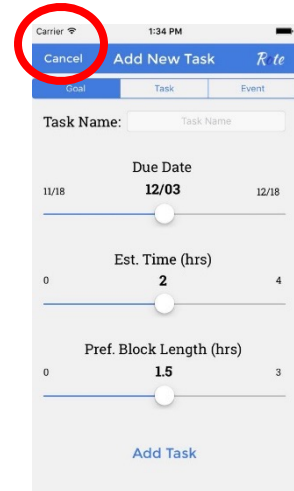 Carrier 1:34 PM
Cancel Add New Task Rote
Goal Task Event
Task Name: Task Name
Due Date
11/18 12/03 12/18
Est. Time (hrs)
0 2 4
Pref. Block Length (hrs)
0 1.5 3
Add Task